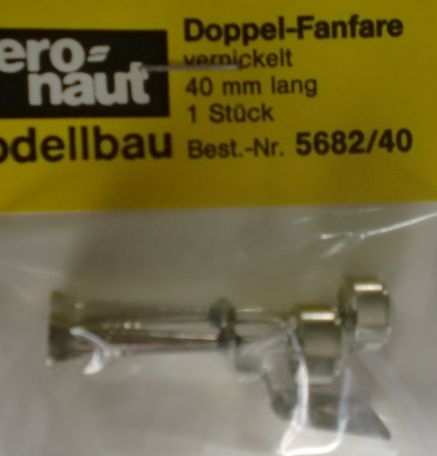 Doppel-Fanfare
ero=
naut
vernickelt
40 mm lang
1 Stück
odellbau
Best.-Nr. 5682/40